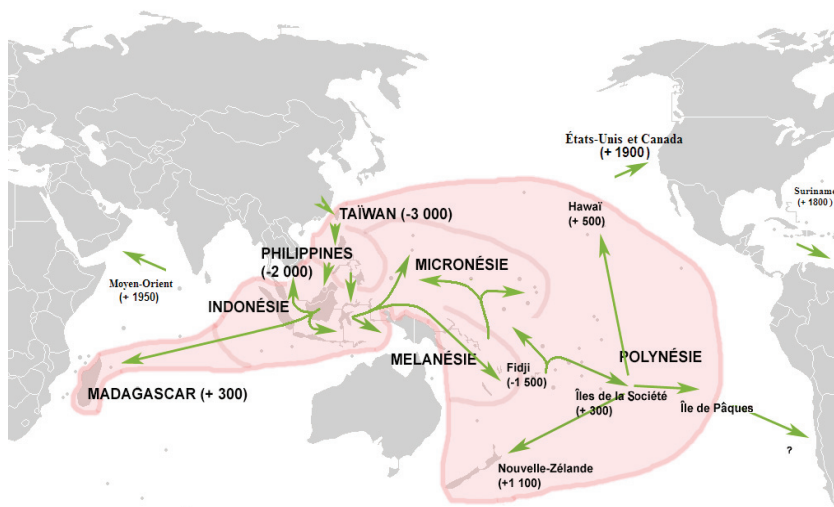 États-Unis et Canada
(+ 1900)
Suriname
(+ 1800)
TAÏWAN (-3 000)
Hawaï
(+ 500)
PHILIPPINES
(-2 000)
MICRONÉSIE
Moyen-Orient
(+ 1950)
INDONÉSIE
MELANÉSIE
Fidji
(-1 500)
POLYNÉSIE
MADAGASCAR (+ 300)
Îles de la Société
(+ 300)
Île de Pâques
?
Nouvelle-Zélande
(+1 100)